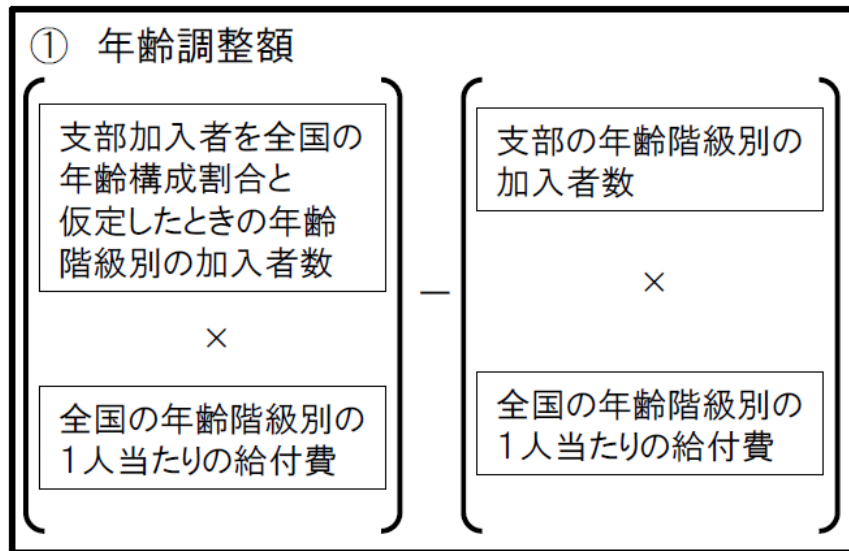 ① 年齢調整額
支部加入者を全国の
年齢構成割合と
仮定したときの年齢
階級別の加入者数
×
全国の年齢階級別の
１人当たりの給付費
－
支部の年齢階級別の
加入者数
×
全国の年齢階級別の
１人当たりの給付費